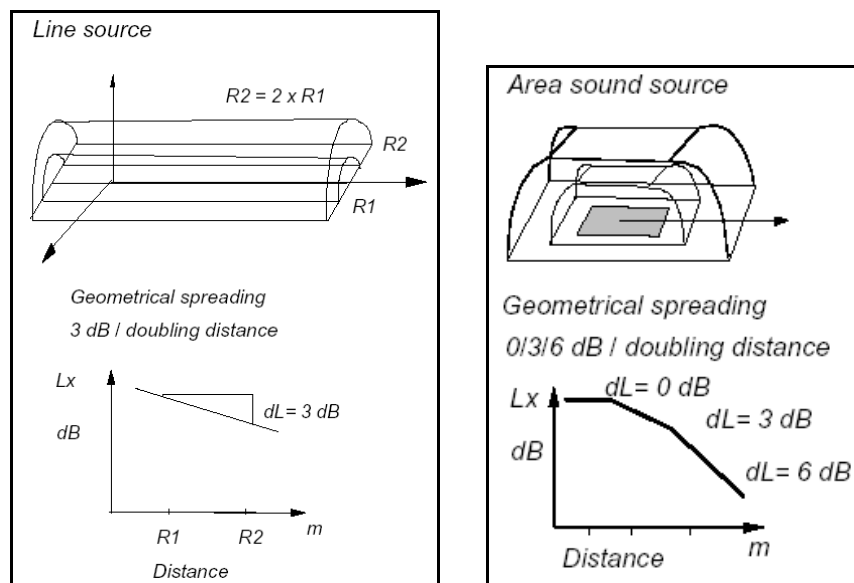 Line source
R2 = 2 x R1
R2
R1
Geometrical spreading
3 dB / doubling distance
Lx
dL= 3 dB
dB
R1 R2 m
Distance
Area sound source
Geometrical spreading
0/3/6 dB / doubling distance
dL= 0 dB
Lx
dL= 3 dB
dB
dL= 6 dB
Distance m